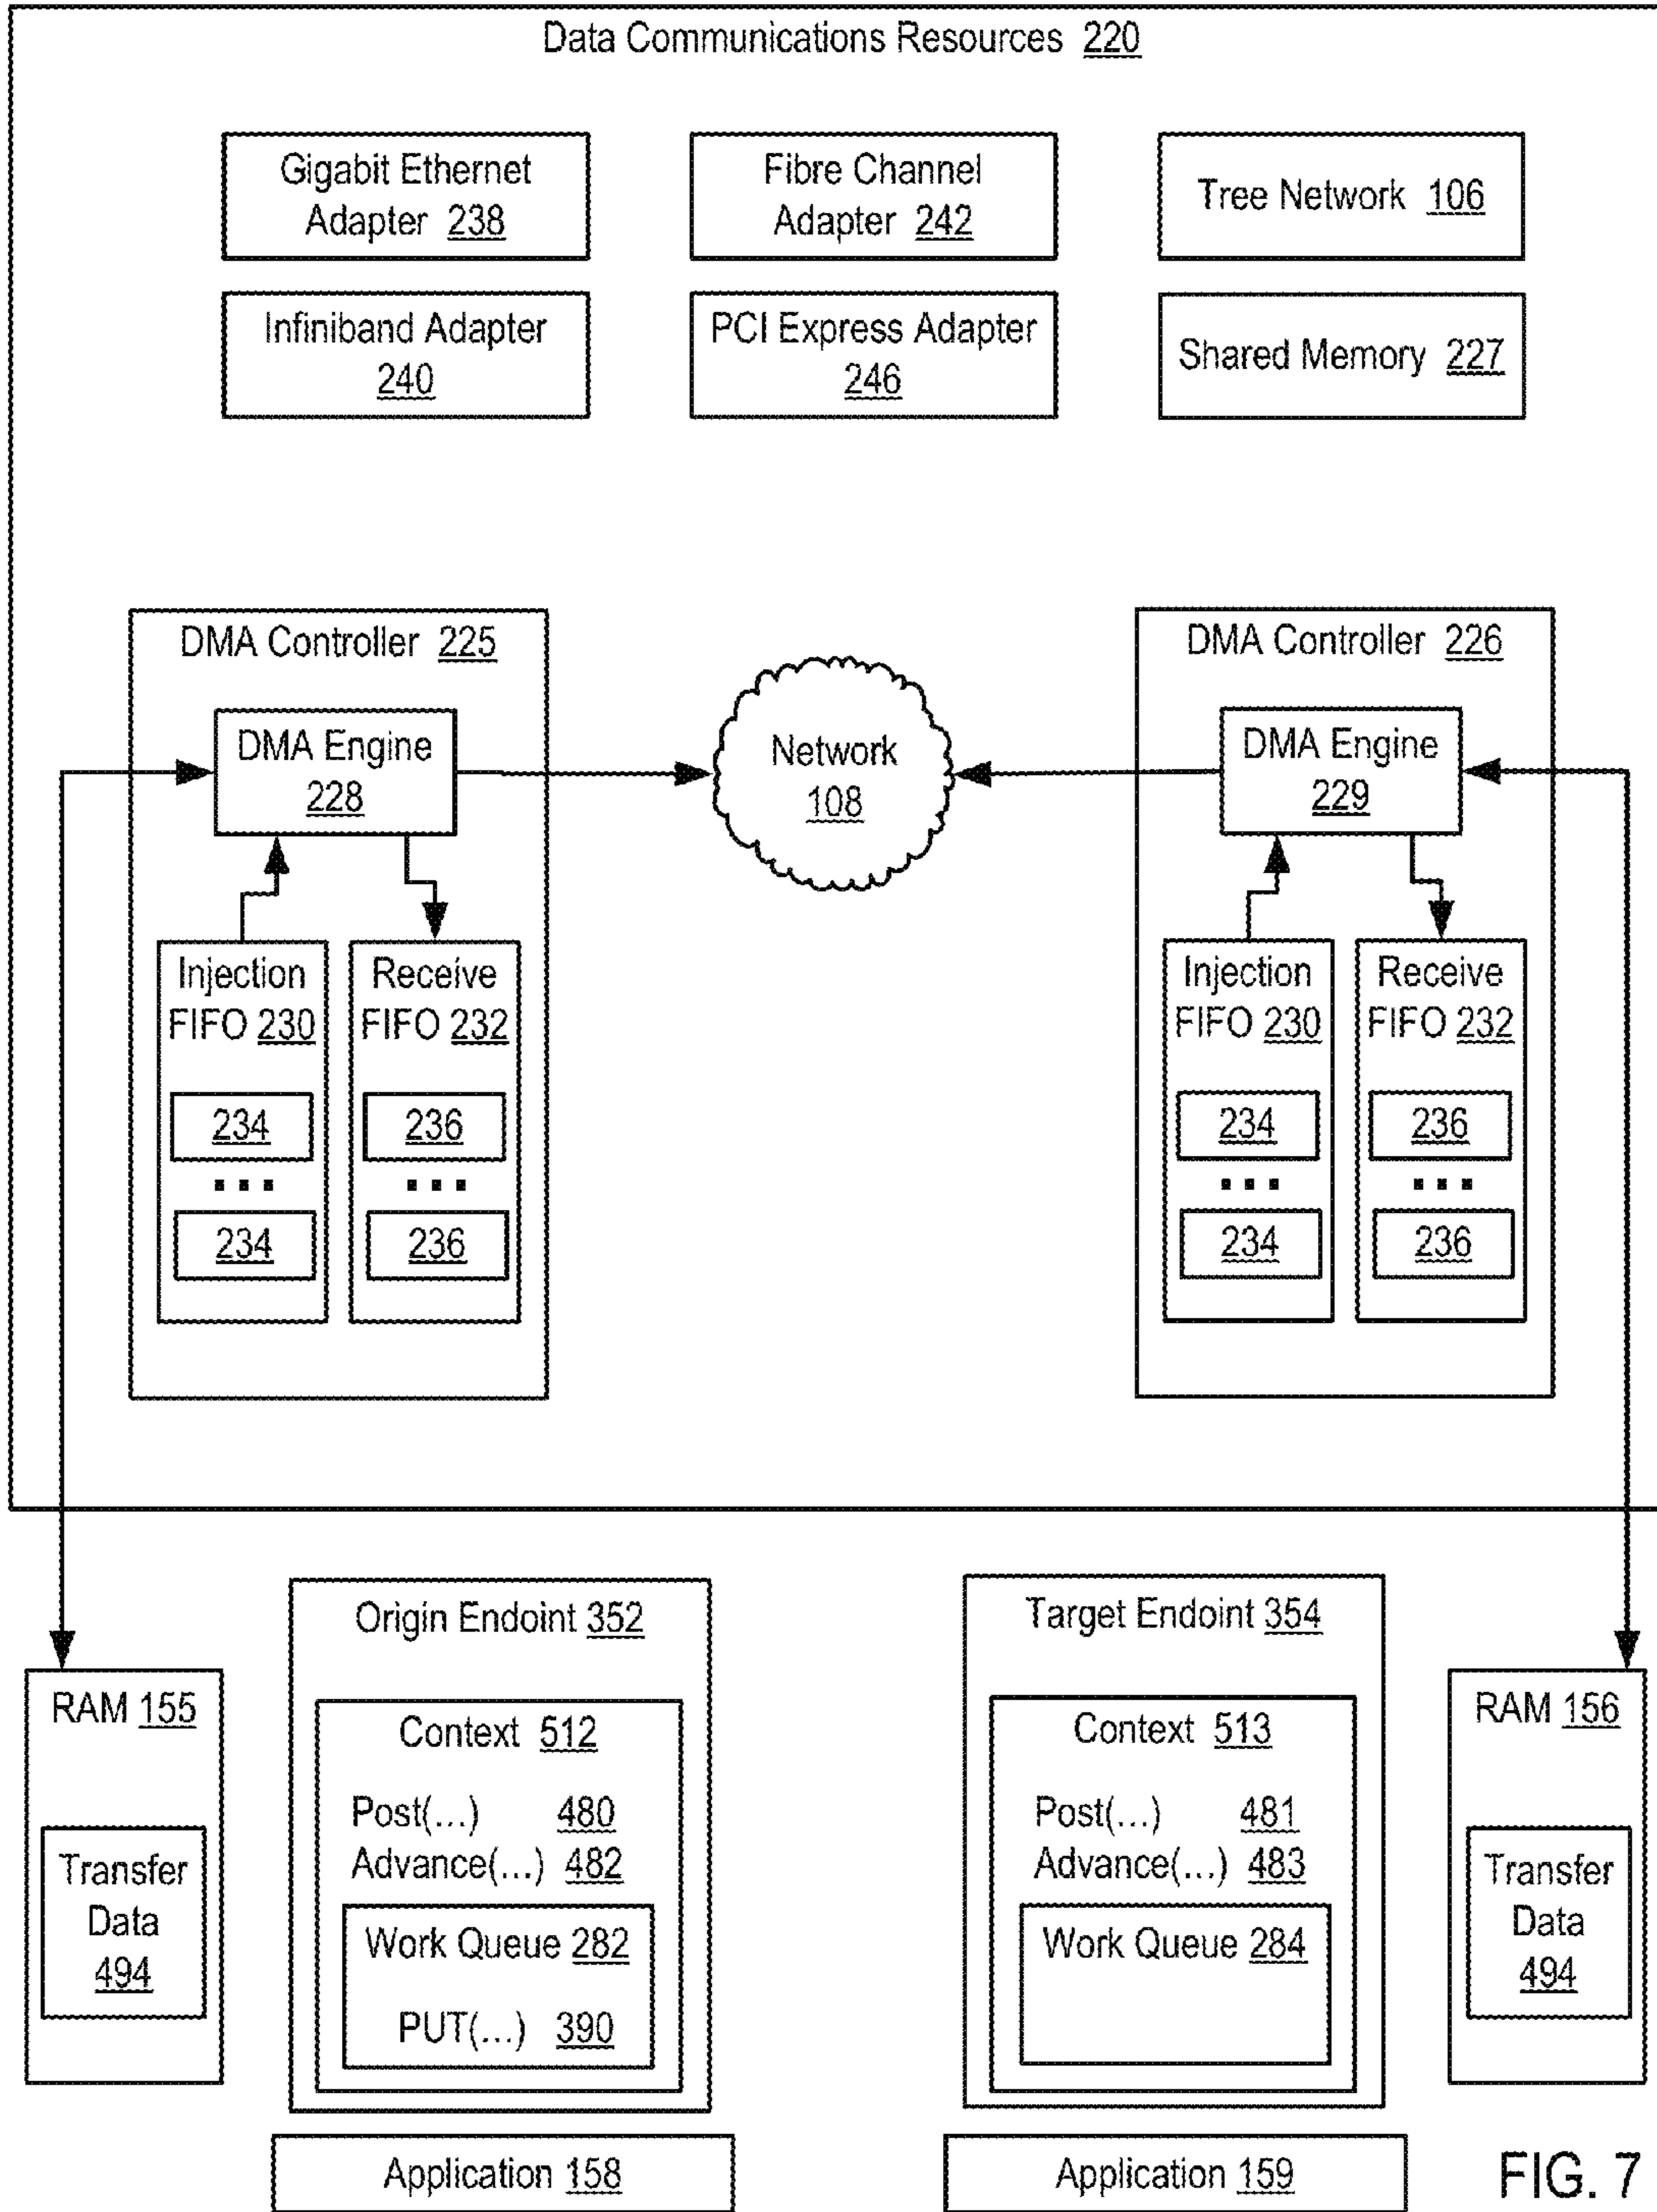 Data Communications Resources 220
Gigabit Ethernet
Adapter 238
Fibre Channel
Adapter 242
Tree Network 106
Infiniband Adapter
240
PCI Express Adapter
246
Shared Memory 227
DMA Controller 225
DMA Engine
228
Injection
FIFO 230
234
...
234
Receive
FIFO 232
236
...
236
Network
108
DMA Controller 226
DMA Engine
229
Injection
FIFO 230
234
...
234
Receive
FIFO 232
236
...
236
RAM 155
Transfer
Data
494
Origin Endoint 352
Context 512
Post(...) 480
Advance(...) 482
Work Queue 282
PUT(...) 390
Target Endoint 354
Context 513
Post(...) 481
Advance(...) 483
Work Queue 284
RAM 156
Transfer
Data
494
Application 158
Application 159
FIG. 7